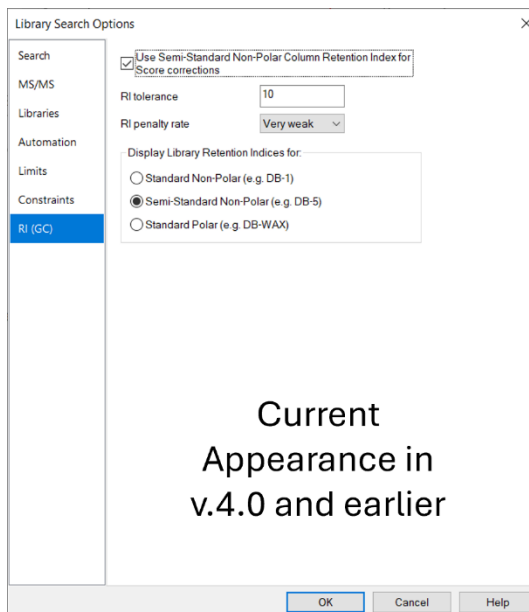 Library Search Options
Search
MS/MS
Libraries
Automation
Limits
Constraints
RI (GC)
Use Semi-Standard Non-Polar Column Retention Index for
Score corrections
RI tolerance
10
RI penalty rate
Very weak
Display Library Retention Indices for:
Standard Non-Polar (e.g. DB-1)
Semi-Standard Non-Polar (e.g. DB-5)
Standard Polar (e.g. DB-WAX)
Current
Appearance in
v.4.0 and earlier
OK
Cancel
Help